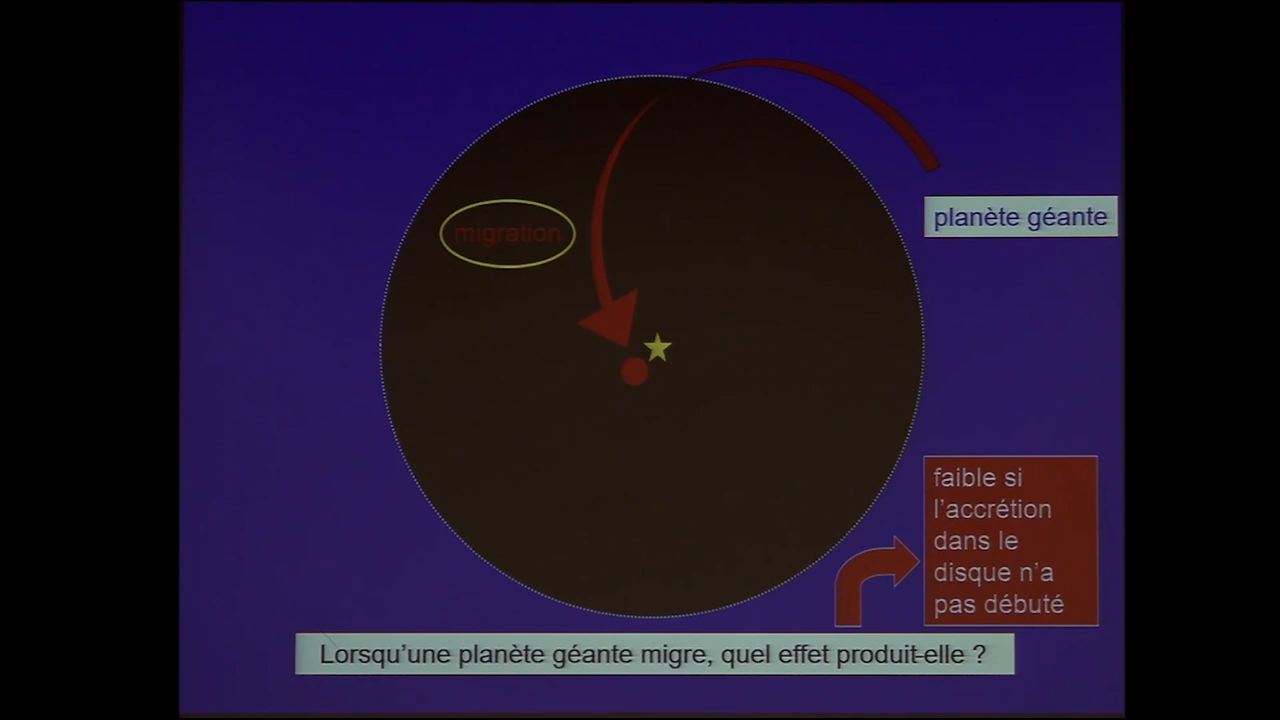 migration
planète géante
faible si
l'accrétion
dans le
disque n'a
pas débuté
Lorsqu'une planète géante migre, quel effet produit-elle ?